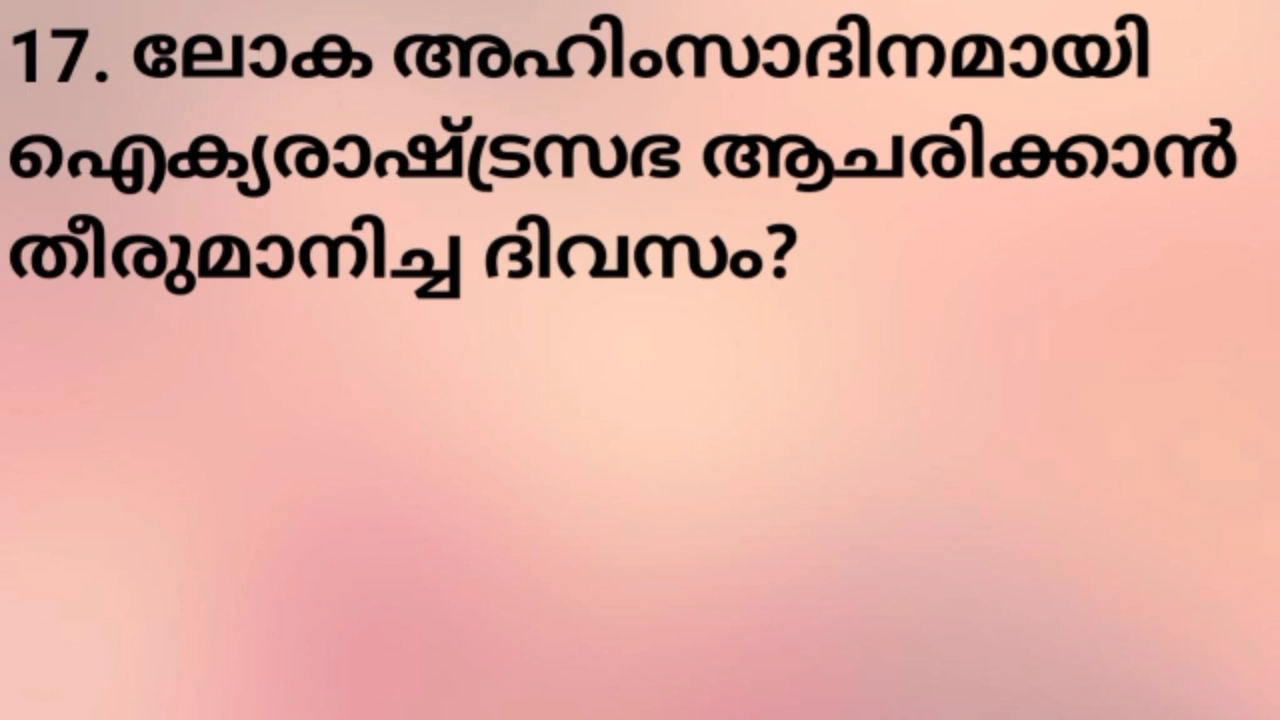 17. ലോക അഹിംസാദിനമായി
ഐക്യരാഷ്ട്രസഭ ആചരിക്കാൻ
തീരുമാനിച്ച ദിവസം?